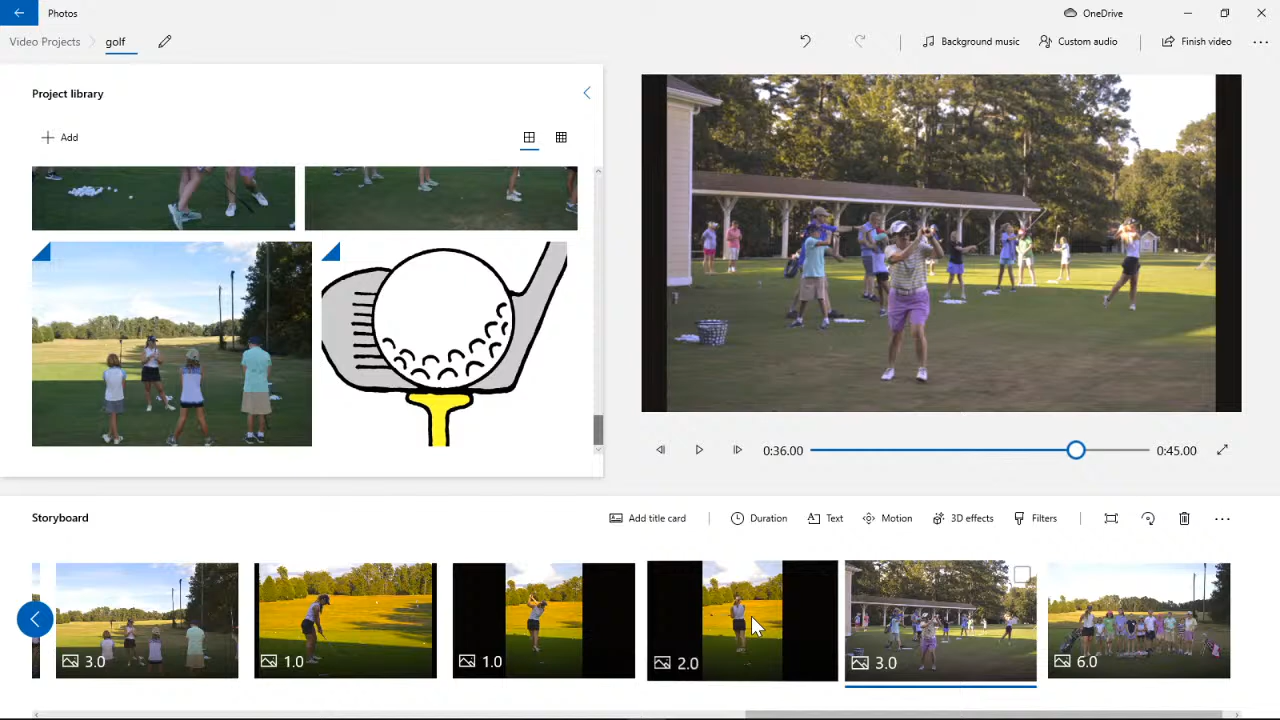 Photos
OneDrive
Video Projects
golf
Background music
Custom audio
Finish video
Project library
Add
0:36.00
0:45.00
Storyboard
Add title card
Duration
Text
Motion
3D effects
Filters
3.0
1.0
1.0
2.0
3.0
6.0